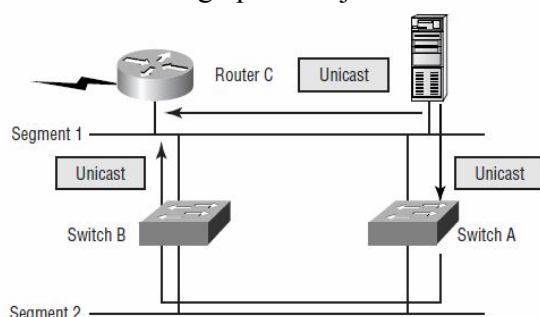 Router C
Unicast
Segment 1
Unicast
Unicast
Switch B
Switch A
Segment 2